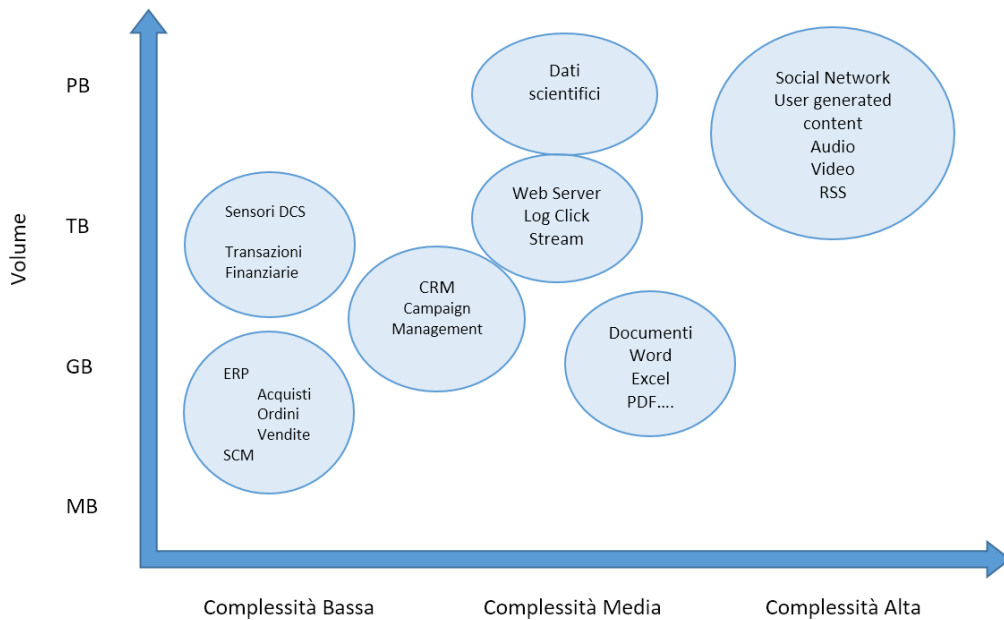 Volume
PB
TB
GB
MB
Dati
scientifici
Social Network
User generated
content
Audio
Video
RSS
Sensori DCS
Transazioni
Finanziarie
Web Server
Log Click
Stream
CRM
Campaign
Management
Documenti
Word
Excel
PDF....
ERP
Acquisti
Ordini
Vendite
SCM
Complessità Bassa
Complessità Media
Complessità Alta